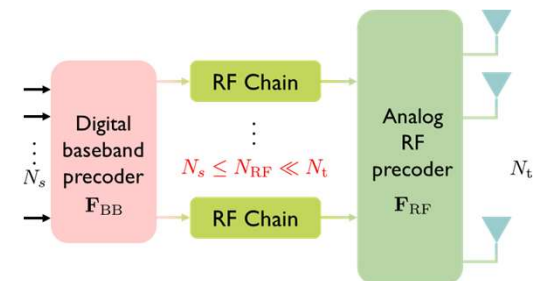 Digital
baseband
precoder
F_BB
N_s
RF Chain
⋮
N_s ≤ N_RF ≪ N_t
RF Chain
Analog
RF
precoder
F_RF
N_t